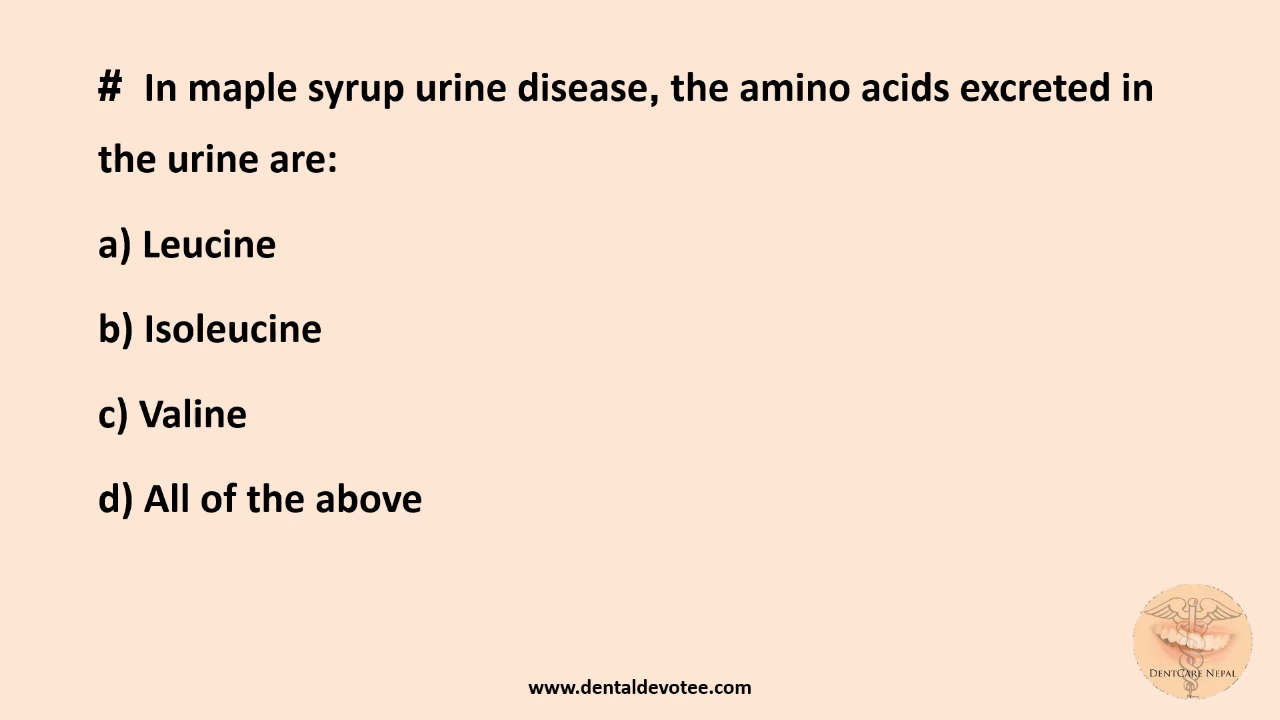 # In maple syrup urine disease, the amino acids excreted in
the urine are:
a) Leucine
b) Isoleucine
c) Valine
d) All of the above
DentCare Nepal
www.dentaldevotee.com